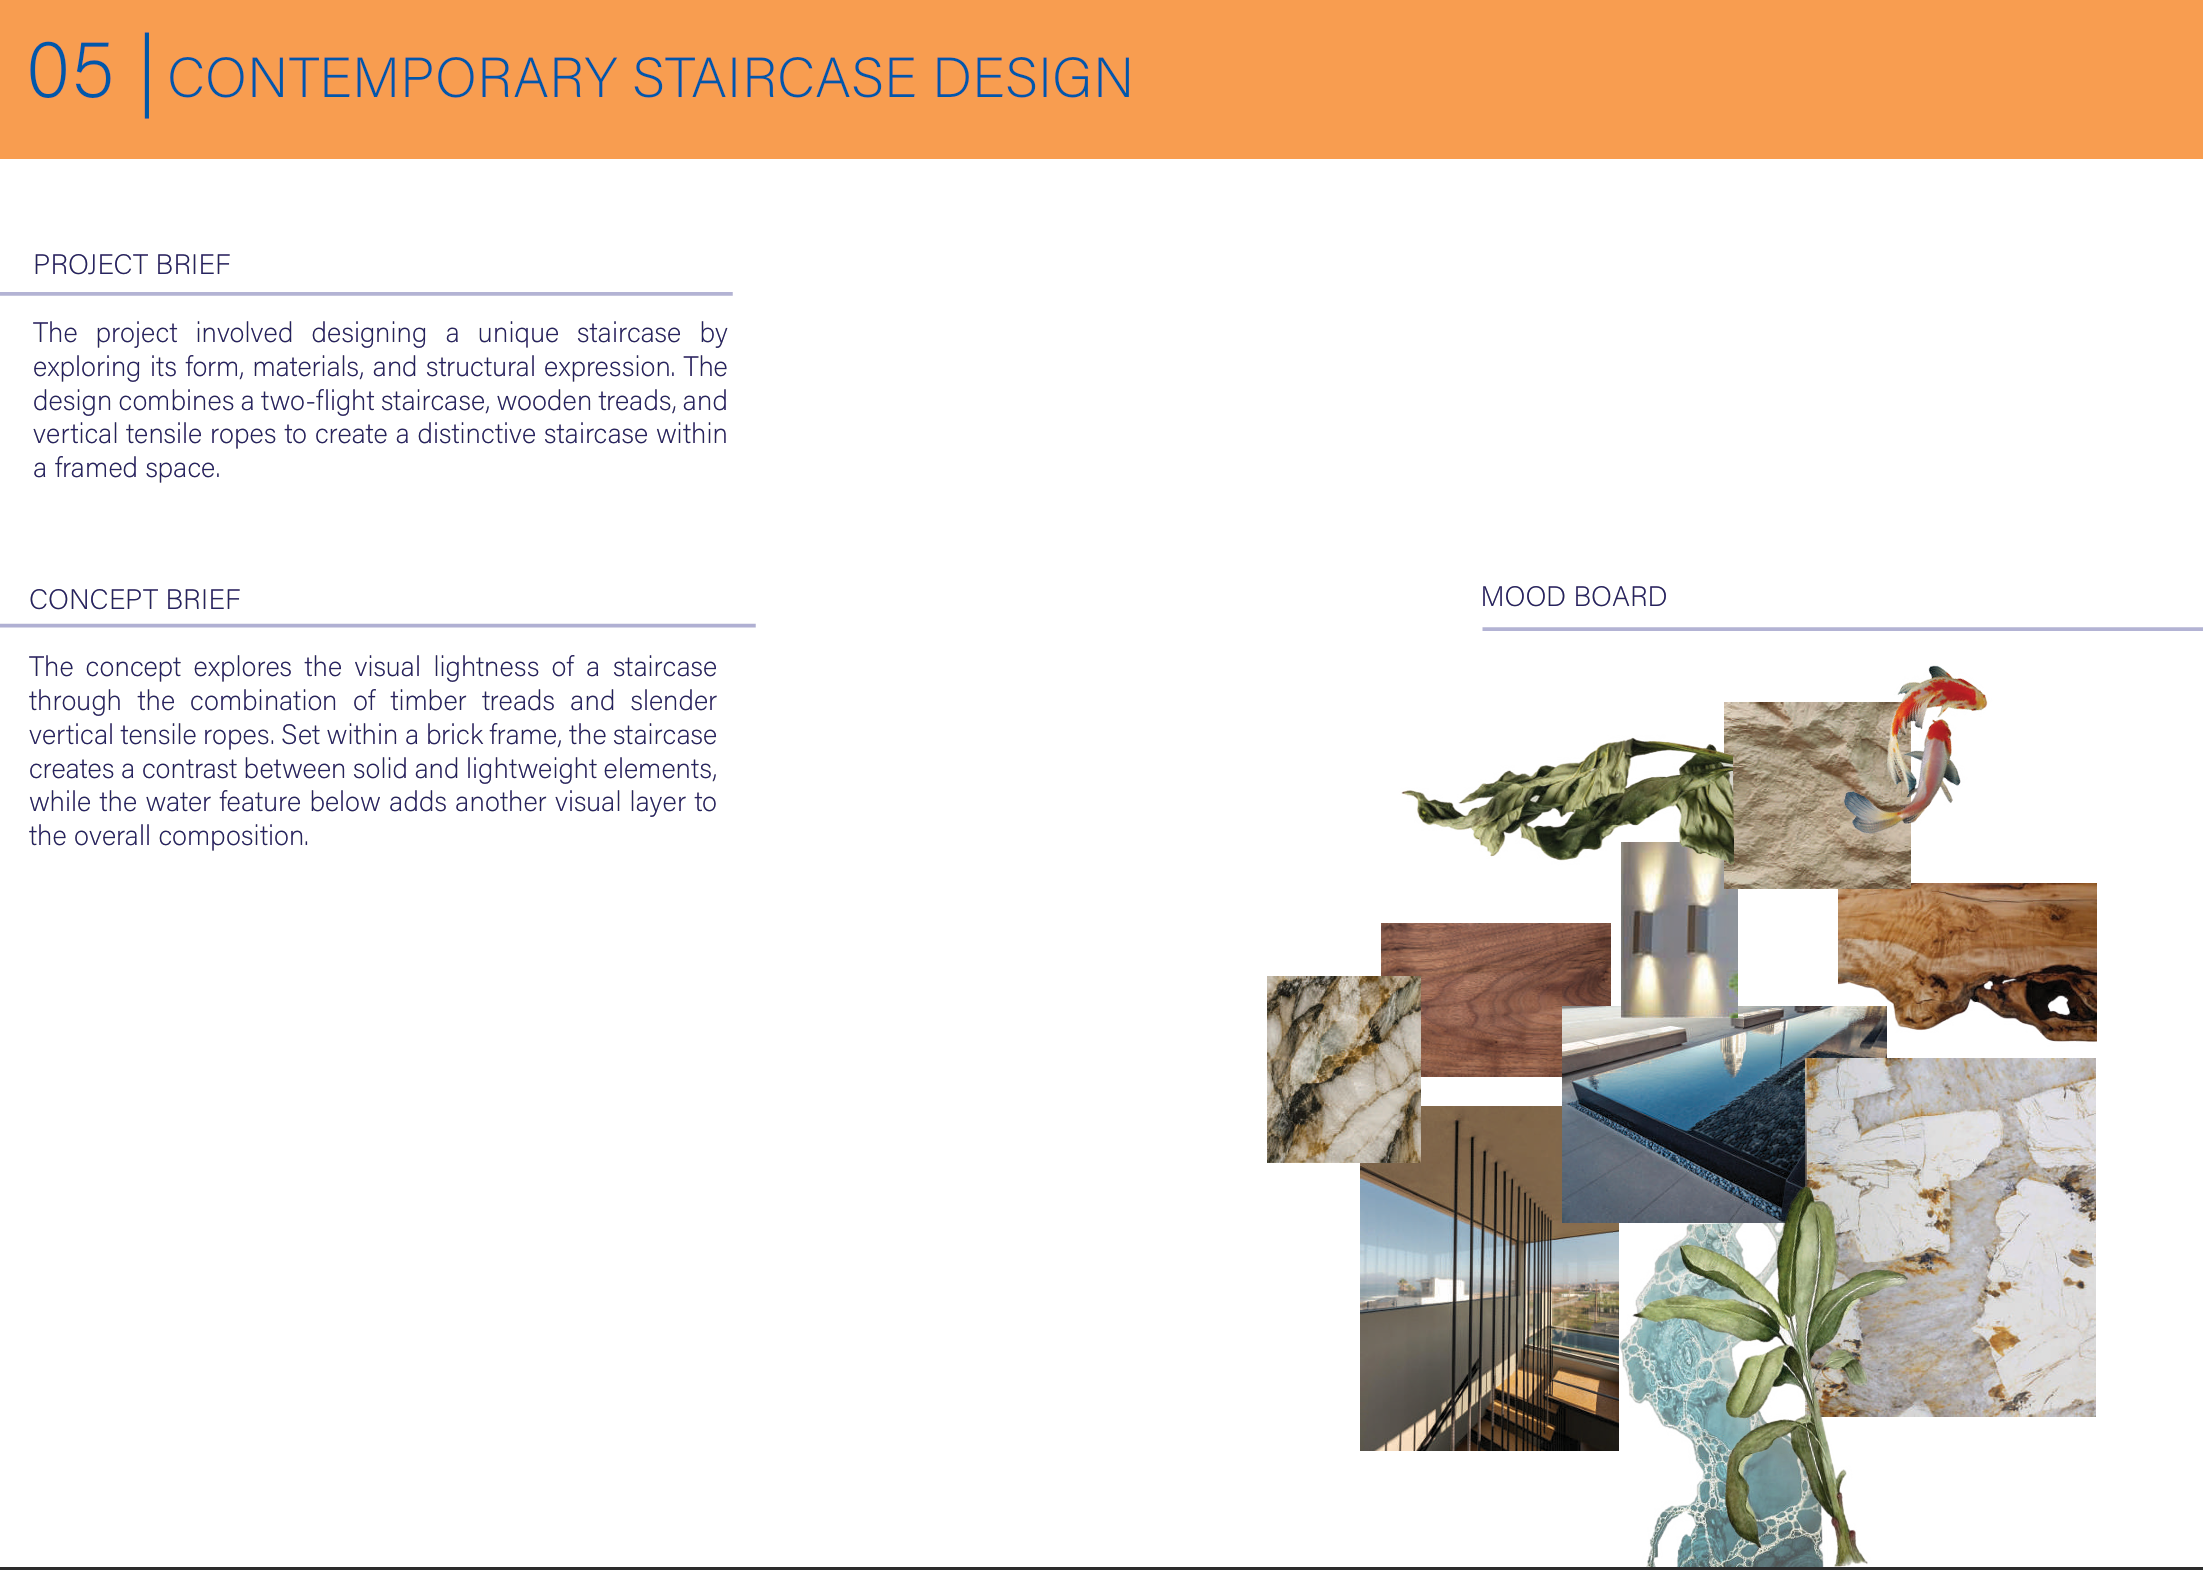 05 | CONTEMPORARY STAIRCASE DESIGN
PROJECT BRIEF
The project involved designing a unique staircase by
exploring its form, materials, and structural expression. The
design combines a two-flight staircase, wooden treads, and
vertical tensile ropes to create a distinctive staircase within
a framed space.
CONCEPT BRIEF
The concept explores the visual lightness of a staircase
through the combination of timber treads and slender
vertical tensile ropes. Set within a brick frame, the staircase
creates a contrast between solid and lightweight elements,
while the water feature below adds another visual layer to
the overall composition.
MOOD BOARD